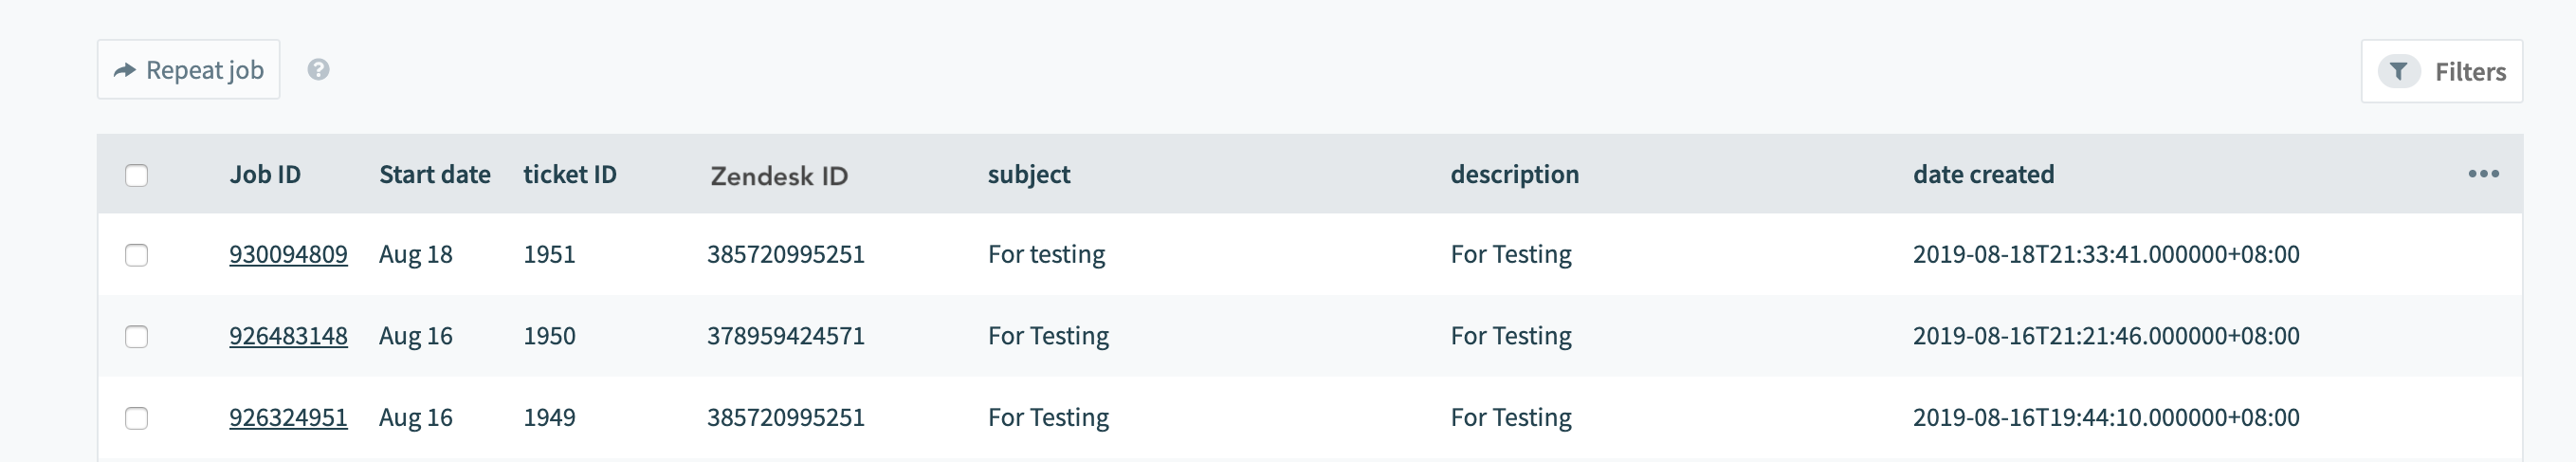 Repeat job ?
Filters
Job ID Start date ticket ID Zendesk ID subject description date created
930094809 Aug 18 1951 385720995251 For testing For Testing 2019-08-18T21:33:41.000000+08:00
926483148 Aug 16 1950 378959424571 For Testing For Testing 2019-08-16T21:21:46.000000+08:00
926324951 Aug 16 1949 385720995251 For Testing For Testing 2019-08-16T19:44:10.000000+08:00